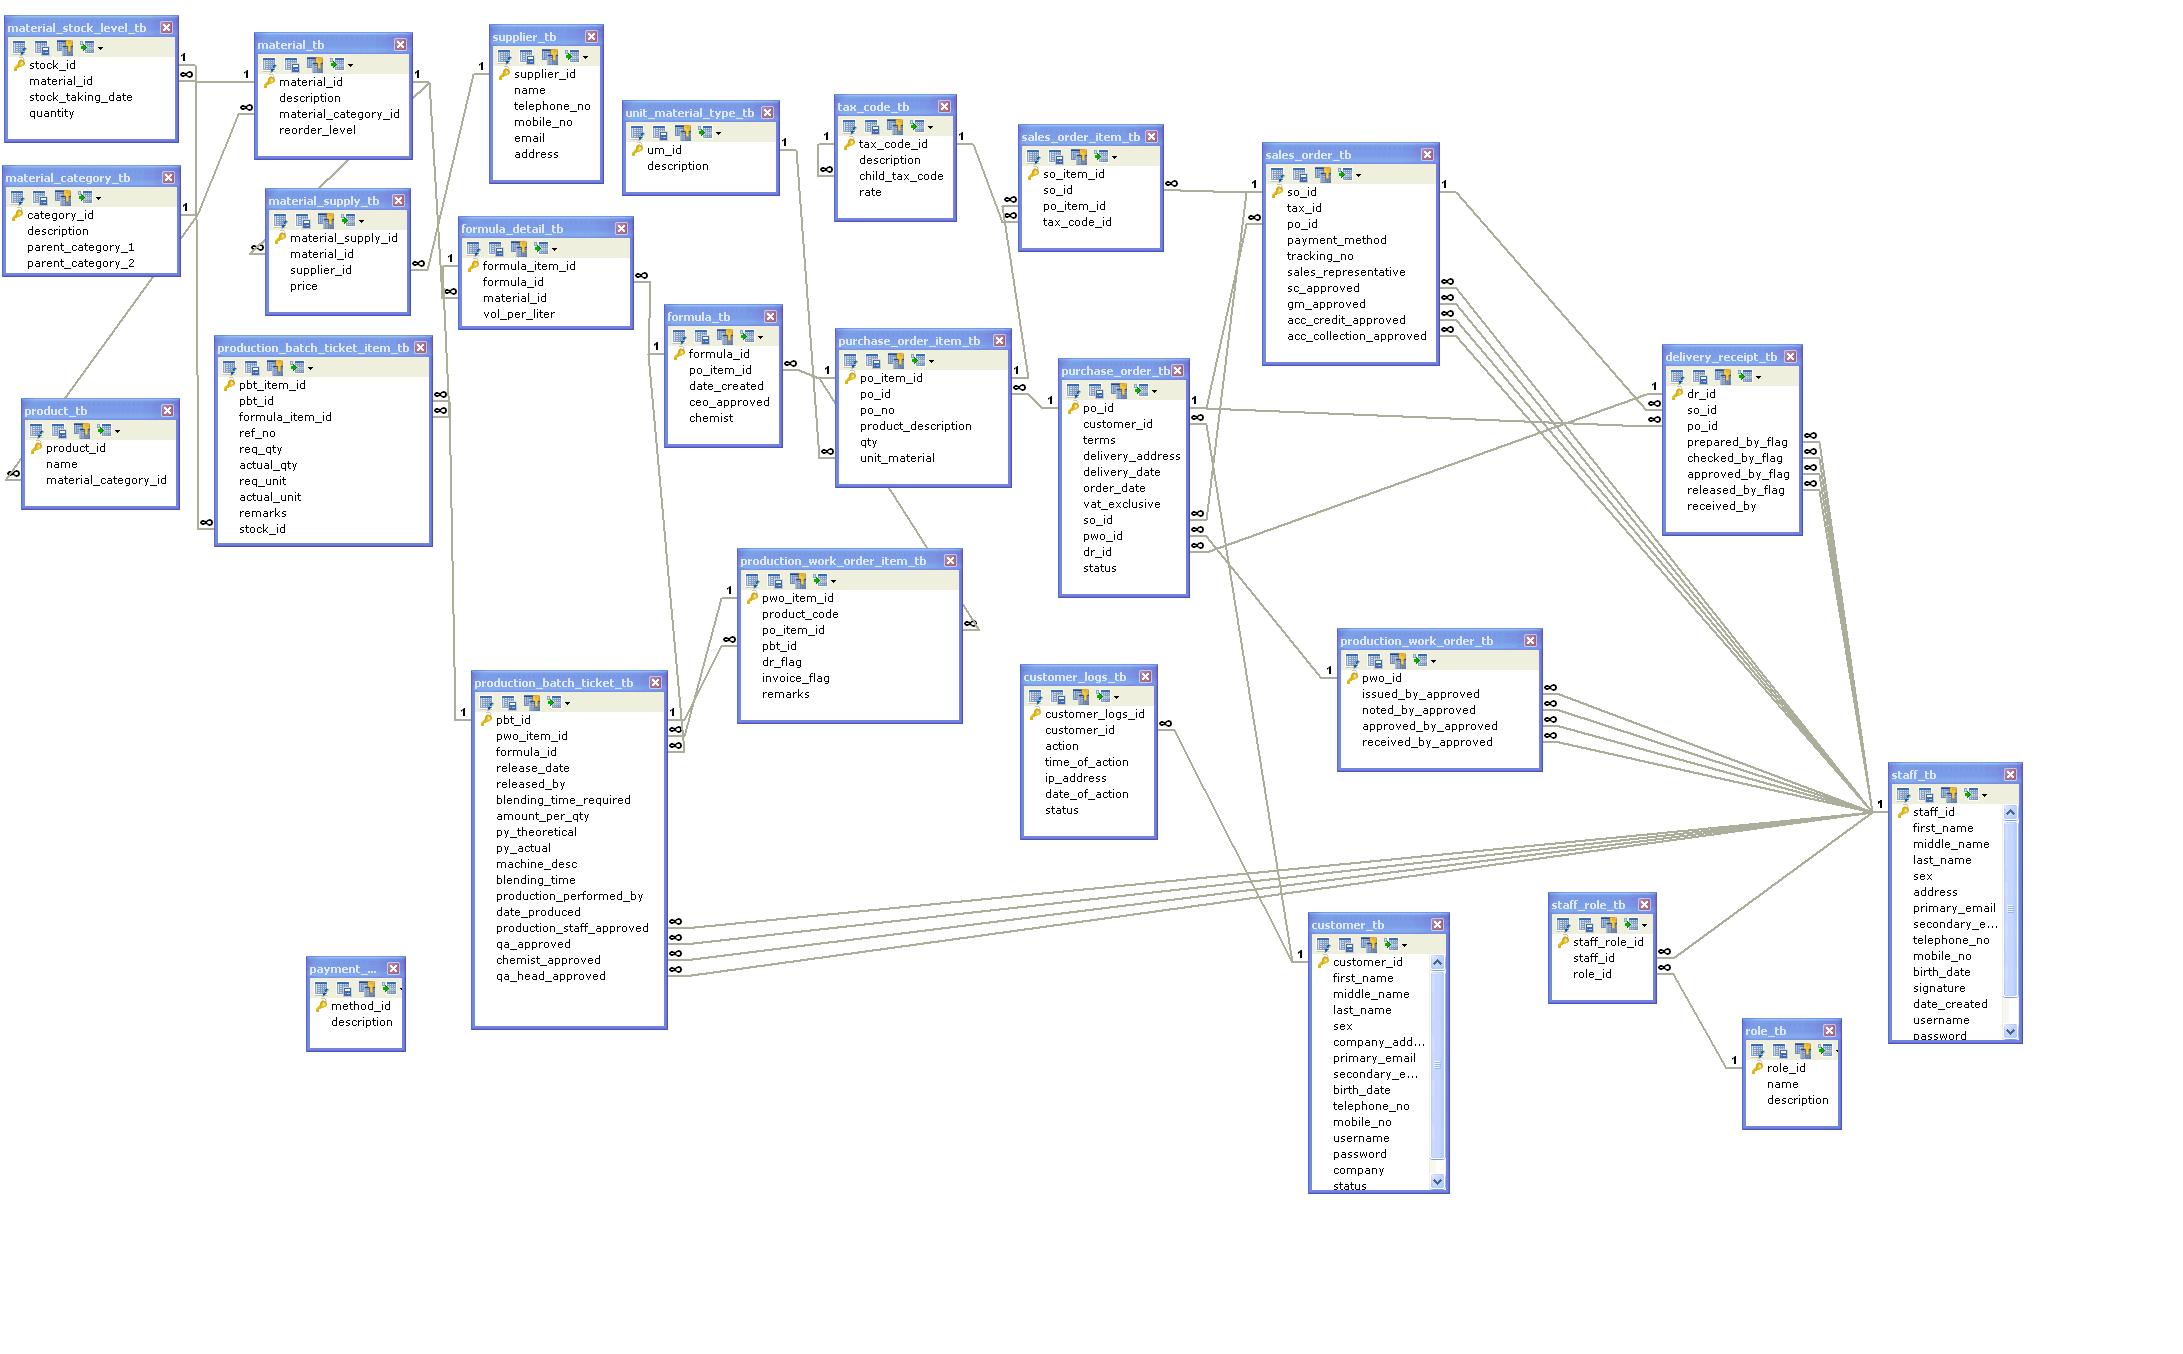 material_stock_level_tb
stock_id
material_id
stock_taking_date
quantity
material_tb
material_id
description
material_category_id
reorder_level
supplier_tb
supplier_id
name
telephone_no
mobile_no
email
address
unit_material_type_tb
um_id
description
tax_code_tb
tax_code_id
description
child_tax_code
rate
sales_order_item_tb
so_item_id
so_id
po_item_id
tax_code_id
sales_order_tb
so_id
tax_id
po_id
payment_method
tracking_no
sales_representative
sc_approved
gm_approved
acc_credit_approved
acc_collection_approved
material_category_tb
category_id
description
parent_category_1
parent_category_2
material_supply_tb
material_supply_id
material_id
supplier_id
price
formula_detail_tb
formula_item_id
formula_id
material_id
vol_per_liter
formula_tb
formula_id
po_item_id
date_created
ceo_approved
chemist
purchase_order_item_tb
po_item_id
po_id
po_no
product_description
qty
unit_material
purchase_order_tb
po_id
customer_id
terms
delivery_address
delivery_date
order_date
vat_exclusive
so_id
pwo_id
dr_id
status
delivery_receipt_tb
dr_id
so_id
po_id
prepared_by_flag
checked_by_flag
approved_by_flag
released_by_flag
received_by
production_batch_ticket_item_tb
pbt_item_id
pbt_id
formula_item_id
ref_no
req_qty
actual_qty
req_unit
actual_unit
remarks
stock_id
product_tb
product_id
name
material_category_id
production_work_order_item_tb
pwo_item_id
product_code
po_item_id
pbt_id
dr_flag
invoice_flag
remarks
production_batch_ticket_tb
pbt_id
pwo_item_id
formula_id
release_date
released_by
blending_time_required
amount_per_qty
py_theoretical
py_actual
machine_desc
blending_time
production_performed_by
date_produced
production_staff_approved
qa_approved
chemist_approved
qa_head_approved
customer_logs_tb
customer_logs_id
customer_id
action
time_of_action
ip_address
date_of_action
status
production_work_order_tb
pwo_id
issued_by_approved
noted_by_approved
approved_by_approved
received_by_approved
staff_tb
staff_id
first_name
middle_name
last_name
sex
address
primary_email
secondary_e...
telephone_no
mobile_no
birth_date
signature
date_created
username
password
staff_role_tb
staff_role_id
staff_id
role_id
customer_tb
customer_id
first_name
middle_name
last_name
sex
company_add...
primary_email
secondary_e...
birth_date
telephone_no
mobile_no
username
password
company
status
payment_...
method_id
description
role_tb
role_id
name
description